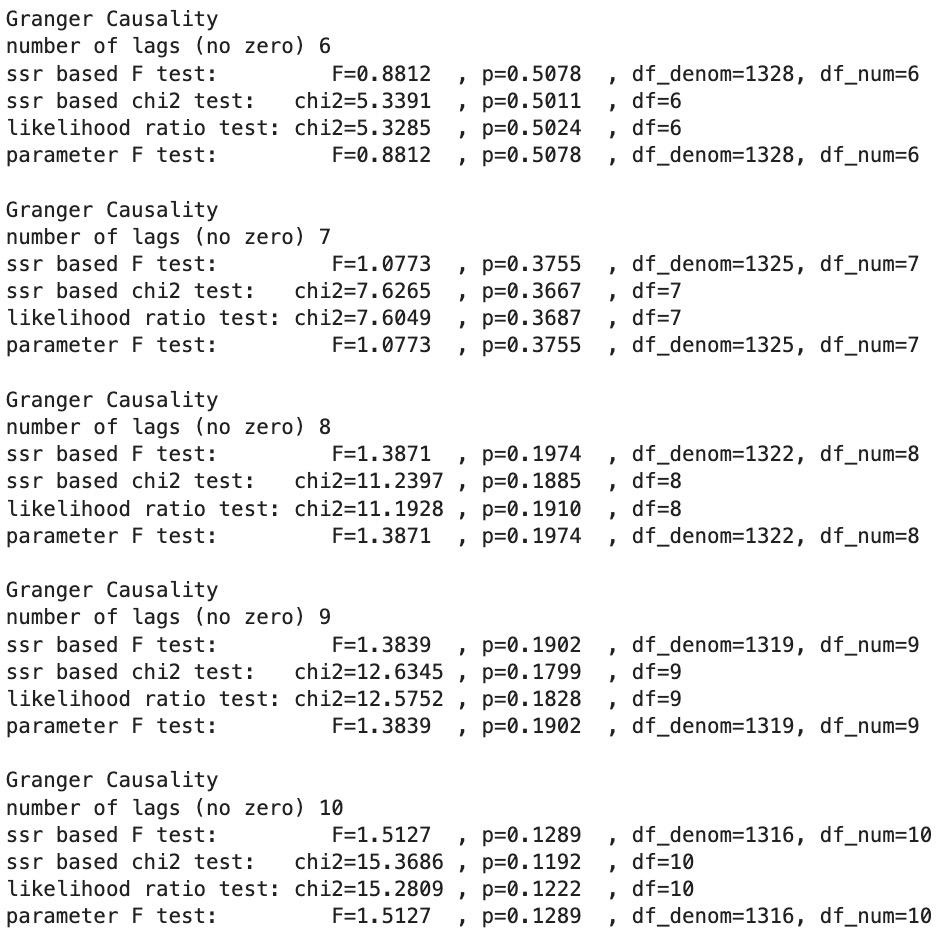 Granger Causality
number of lags (no zero) 6
ssr based F test:         F=0.8812  , p=0.5078  , df_denom=1328, df_num=6
ssr based chi2 test:   chi2=5.3391  , p=0.5011  , df=6
likelihood ratio test: chi2=5.3285  , p=0.5024  , df=6
parameter F test:         F=0.8812  , p=0.5078  , df_denom=1328, df_num=6

Granger Causality
number of lags (no zero) 7
ssr based F test:         F=1.0773  , p=0.3755  , df_denom=1325, df_num=7
ssr based chi2 test:   chi2=7.6265  , p=0.3667  , df=7
likelihood ratio test: chi2=7.6049  , p=0.3687  , df=7
parameter F test:         F=1.0773  , p=0.3755  , df_denom=1325, df_num=7

Granger Causality
number of lags (no zero) 8
ssr based F test:         F=1.3871  , p=0.1974  , df_denom=1322, df_num=8
ssr based chi2 test:   chi2=11.2397 , p=0.1885  , df=8
likelihood ratio test: chi2=11.1928 , p=0.1910  , df=8
parameter F test:         F=1.3871  , p=0.1974  , df_denom=1322, df_num=8

Granger Causality
number of lags (no zero) 9
ssr based F test:         F=1.3839  , p=0.1902  , df_denom=1319, df_num=9
ssr based chi2 test:   chi2=12.6345 , p=0.1799  , df=9
likelihood ratio test: chi2=12.5752 , p=0.1828  , df=9
parameter F test:         F=1.3839  , p=0.1902  , df_denom=1319, df_num=9

Granger Causality
number of lags (no zero) 10
ssr based F test:         F=1.5127  , p=0.1289  , df_denom=1316, df_num=10
ssr based chi2 test:   chi2=15.3686 , p=0.1192  , df=10
likelihood ratio test: chi2=15.2809 , p=0.1222  , df=10
parameter F test:         F=1.5127  , p=0.1289  , df_denom=1316, df_num=10